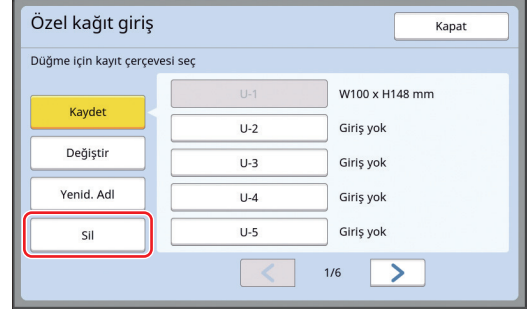 Özel kağıt giriş
Kapat
Düğme için kayıt çerçevesi seç
Kaydet
Değiştir
Yenid. Adl
Sil
U-1 W100 x H148 mm
U-2 Giriş yok
U-3 Giriş yok
U-4 Giriş yok
U-5 Giriş yok
1/6